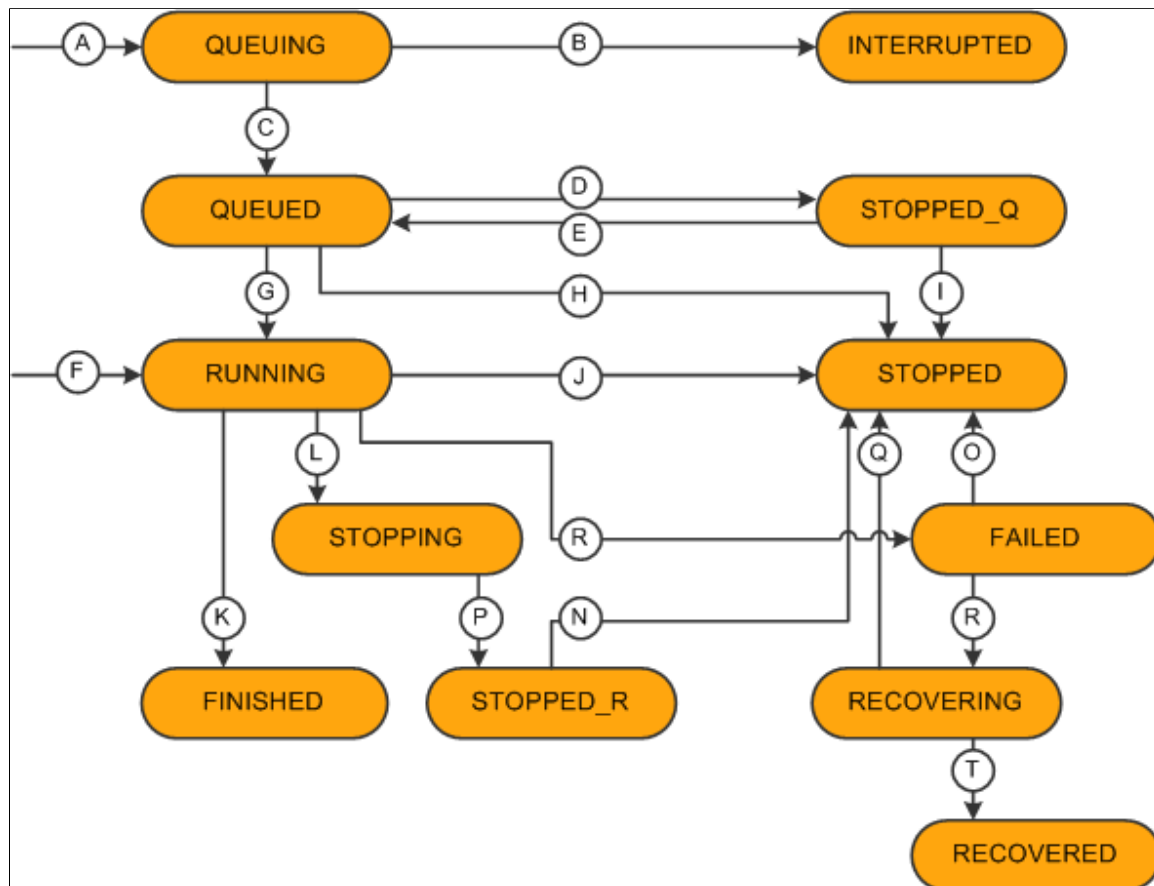 A
QUEUING
B
INTERRUPTED
C
QUEUED
D
E
STOPPED_Q
G
H
I
F
RUNNING
J
STOPPED
L
Q
O
STOPPING
R
FAILED
K
P
N
R
FINISHED
STOPPED_R
RECOVERING
T
RECOVERED